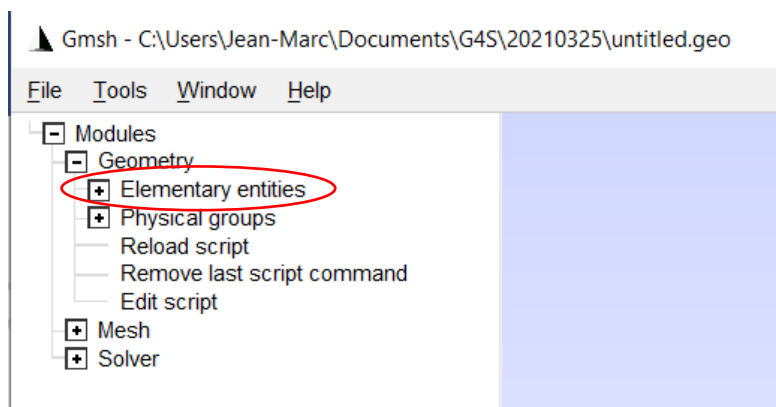 Gmsh - C:\Users\Jean-Marc\Documents\G4S\20210325\untitled.geo
File Tools Window Help
Modules
Geometry
Elementary entities
Physical groups
Reload script
Remove last script command
Edit script
Mesh
Solver